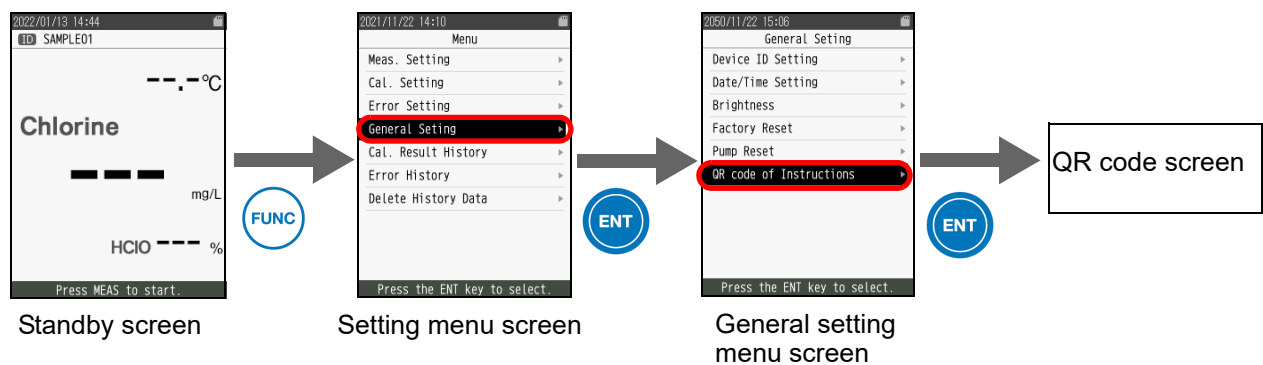 2022/01/13 14:44
ID SAMPLE01
--.-℃
Chlorine
---
mg/L
HClO --- %
Press MEAS to start.
Standby screen
FUNC
2021/11/22 14:10
Menu
Meas. Setting
Cal. Setting
Error Setting
General Seting
Cal. Result History
Error History
Delete History Data
Press the ENT key to select.
Setting menu screen
ENT
2050/11/22 15:06
General Seting
Device ID Setting
Date/Time Setting
Brightness
Factory Reset
Pump Reset
QR code of Instructions
Press the ENT key to select.
General setting
menu screen
ENT
QR code screen